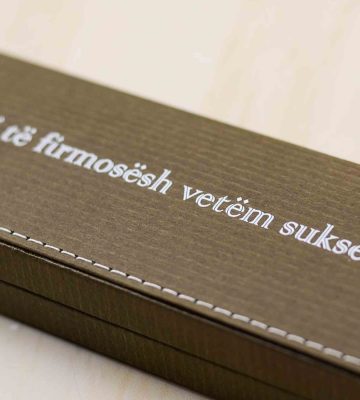 të firmosësh vetëm sukse